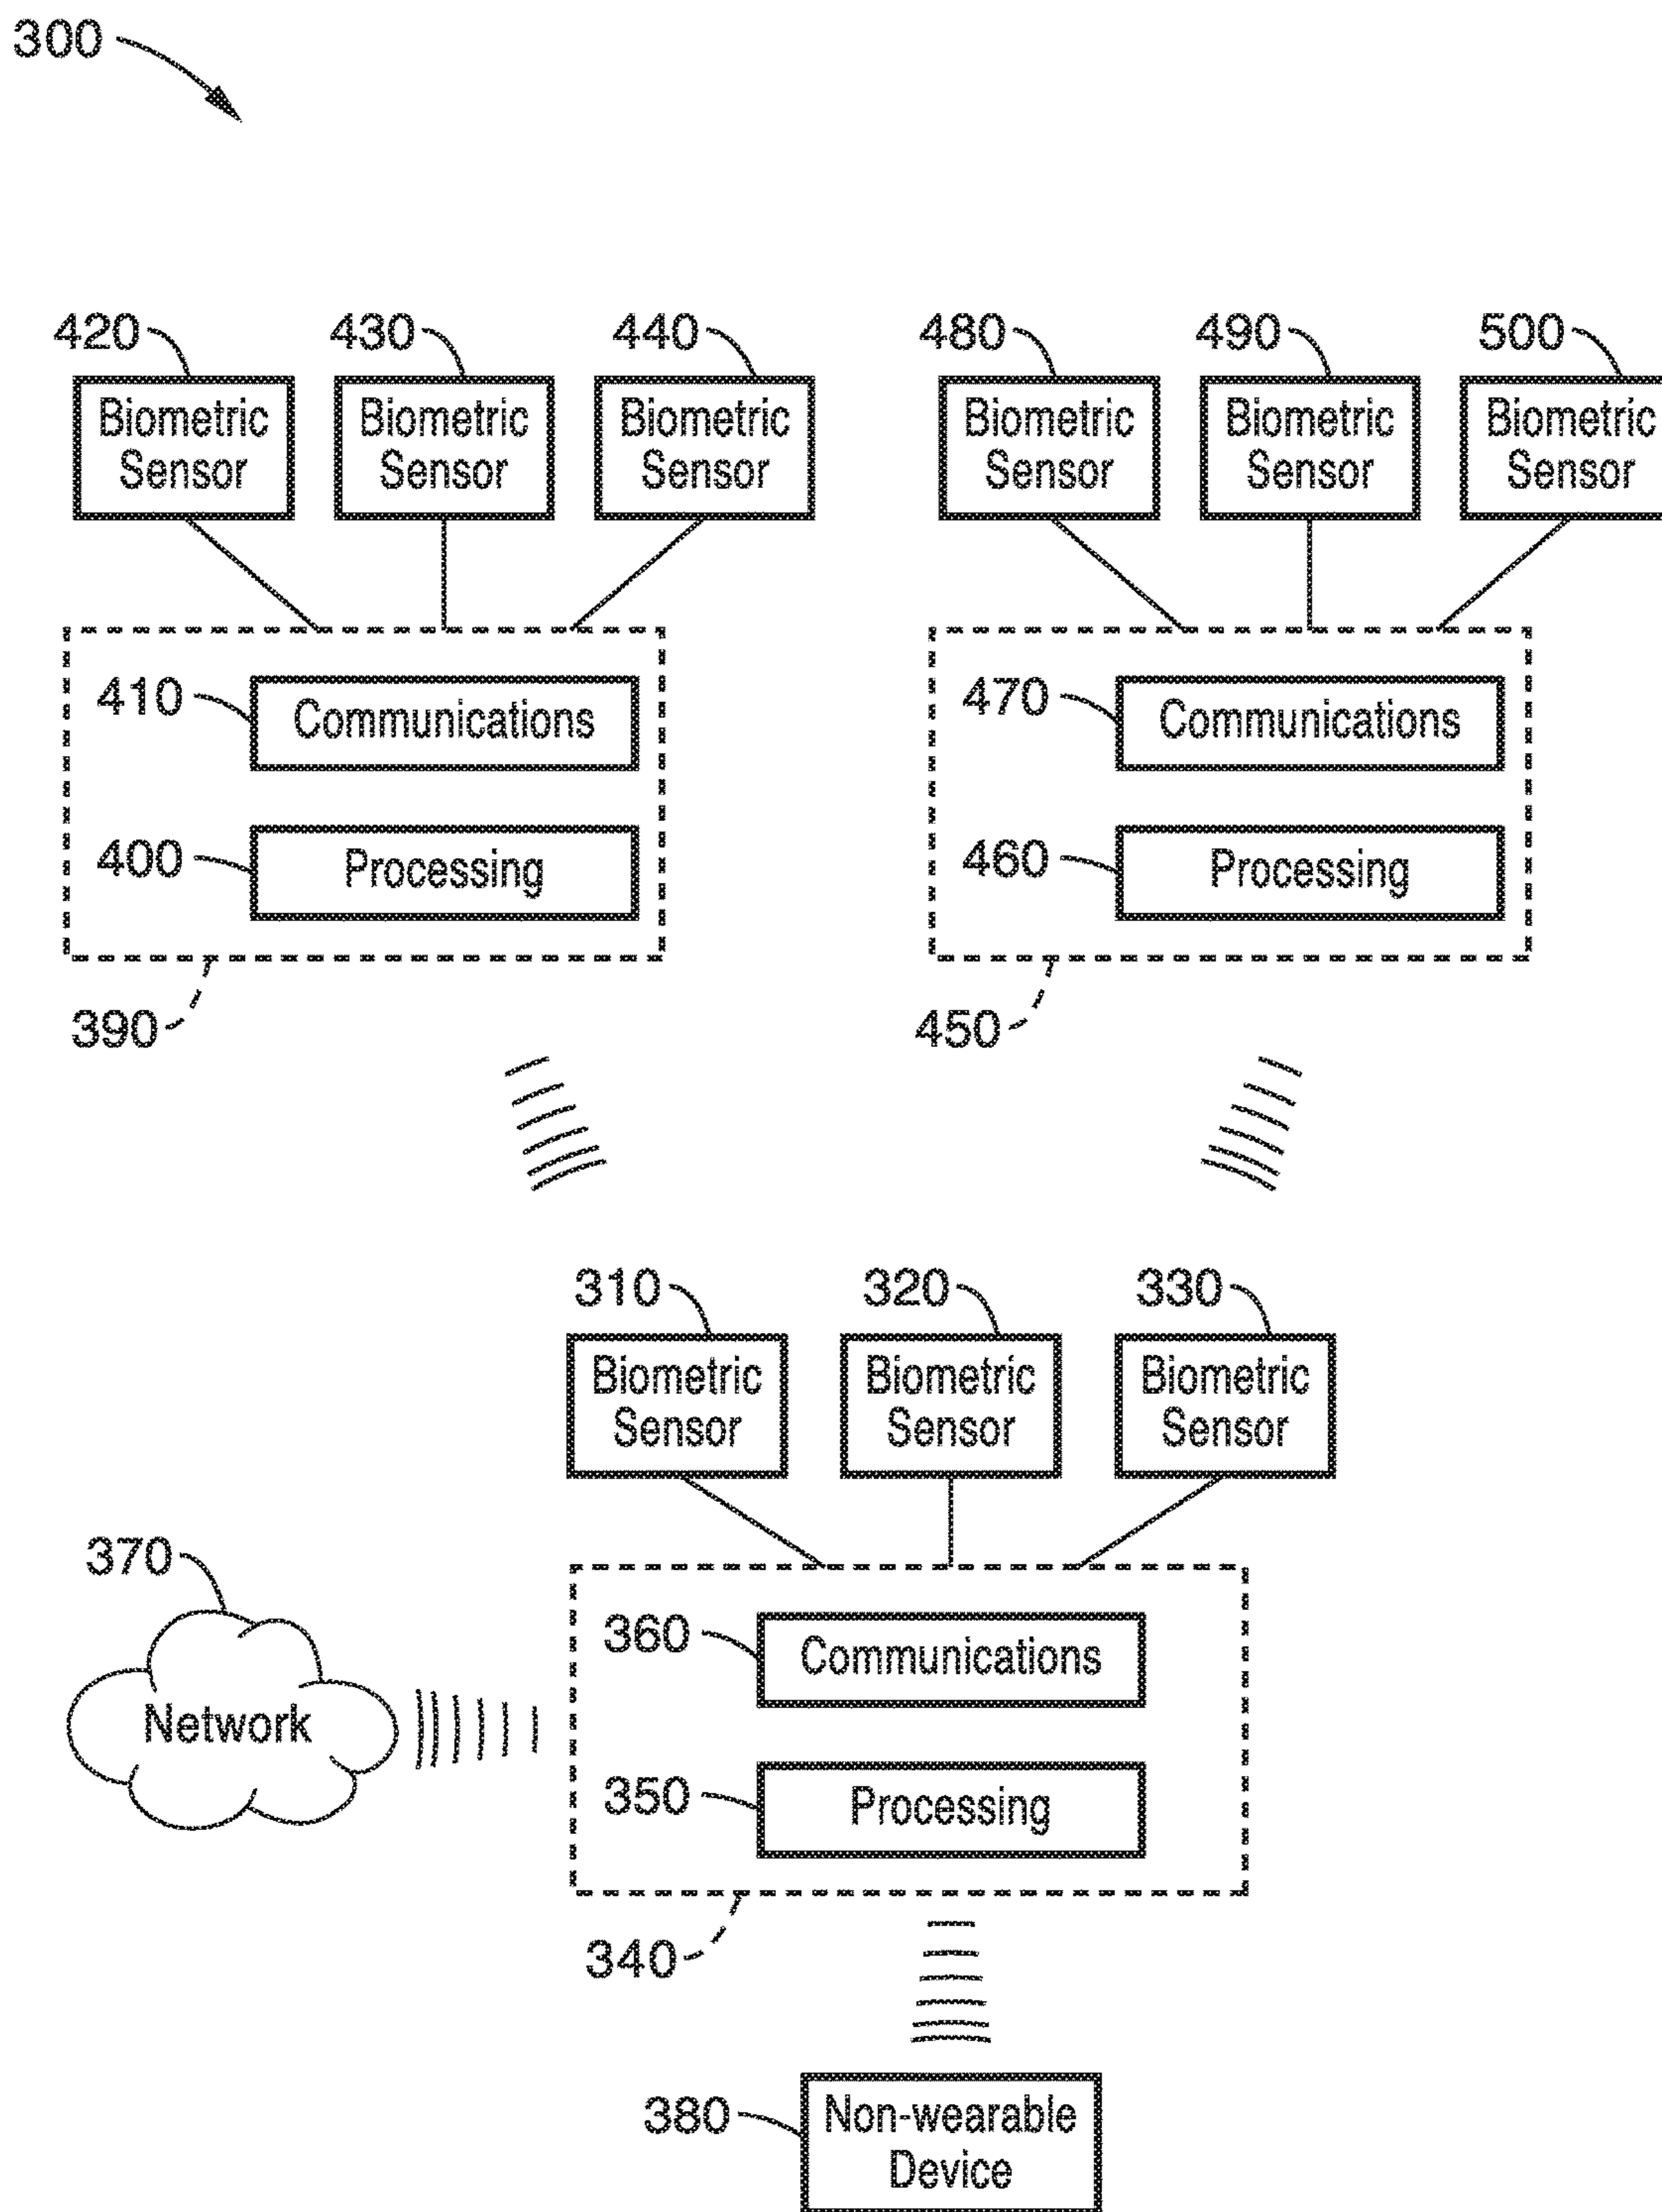 300
420 430 440 480 490 500
Biometric Biometric Biometric Biometric Biometric Biometric
Sensor Sensor Sensor Sensor Sensor Sensor
410 Communications 470 Communications
400 Processing 460 Processing
390 450
310 320 330
Biometric Biometric Biometric
Sensor Sensor Sensor
370
360 Communications
Network
350 Processing
340
380 Non-wearable
Device